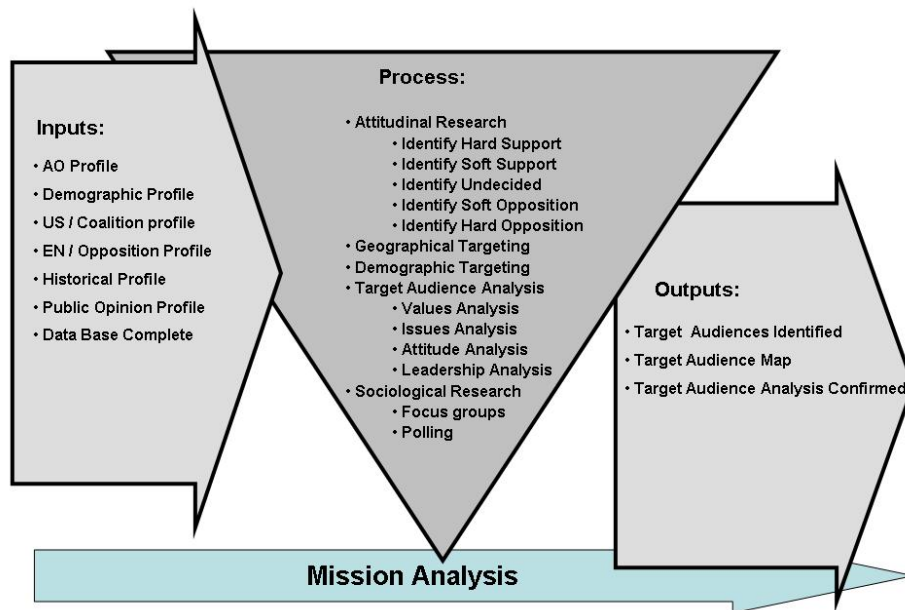 Inputs:
• AO Profile
• Demographic Profile
• US / Coalition profile
• EN / Opposition Profile
• Historical Profile
• Public Opinion Profile
• Data Base Complete
Process:
• Attitudinal Research
• Identify Hard Support
• Identify Soft Support
• Identify Undecided
• Identify Soft Opposition
• Identify Hard Opposition
• Geographical Targeting
• Demographic Targeting
• Target Audience Analysis
• Values Analysis
• Issues Analysis
• Attitude Analysis
• Leadership Analysis
• Sociological Research
• Focus groups
• Polling
Outputs:
• Target Audiences Identified
• Target Audience Map
• Target Audience Analysis Confirmed
Mission Analysis